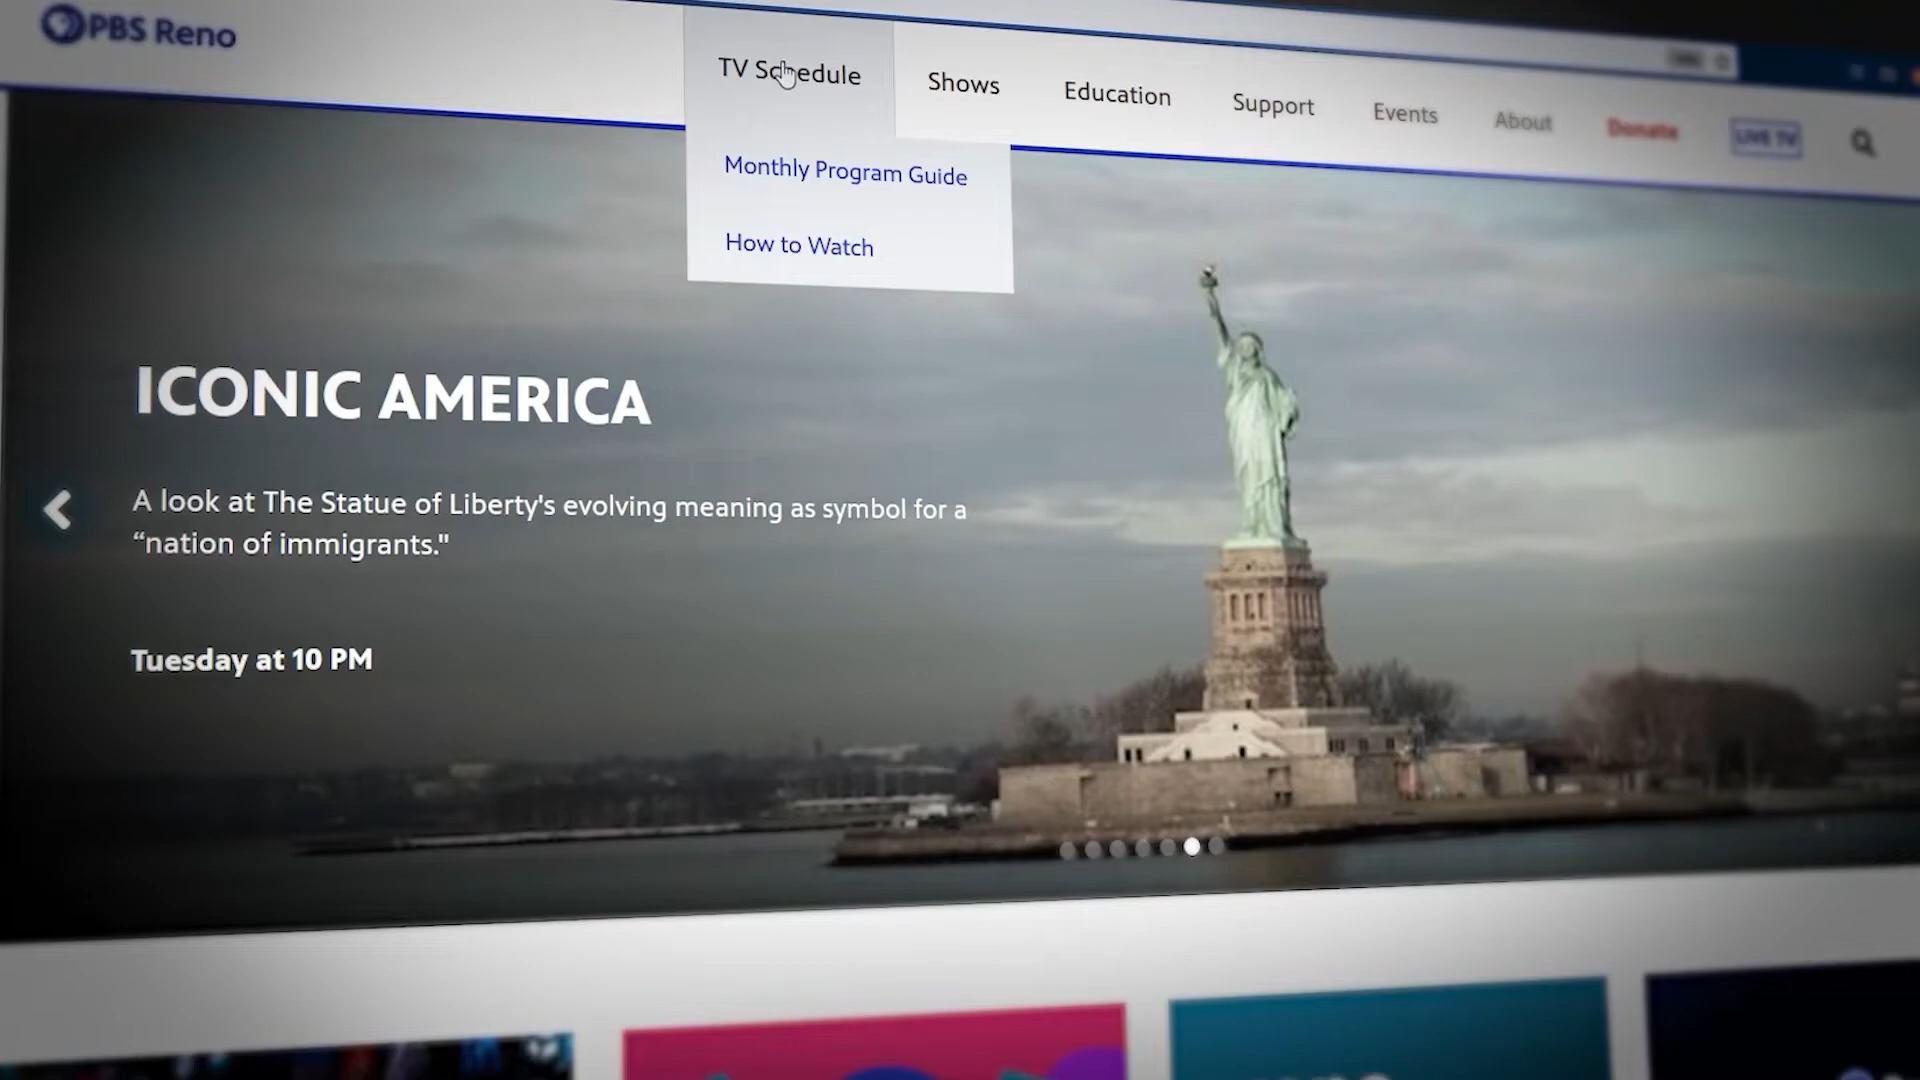 PBS Reno
TV Schedule
Shows
Education
Support
Events
About
Donate
LIVE TV
Monthly Program Guide
How to Watch
ICONIC AMERICA
A look at The Statue of Liberty's evolving meaning as symbol for a
“nation of immigrants."
Tuesday at 10 PM